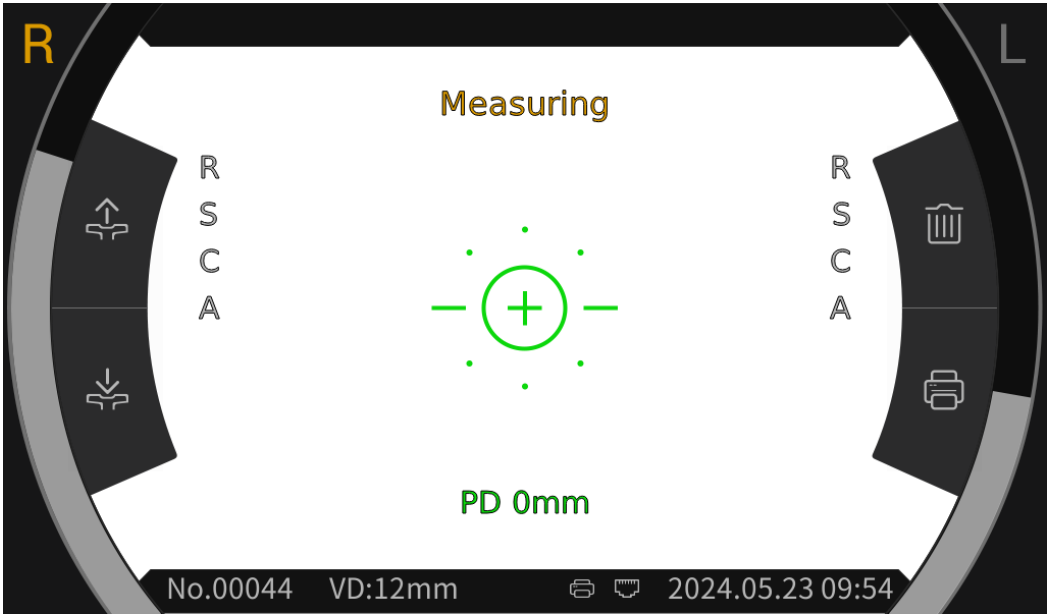 R L
Measuring
R R
S S
C C
A A
PD 0mm
No.00044 VD:12mm 2024.05.23 09:54